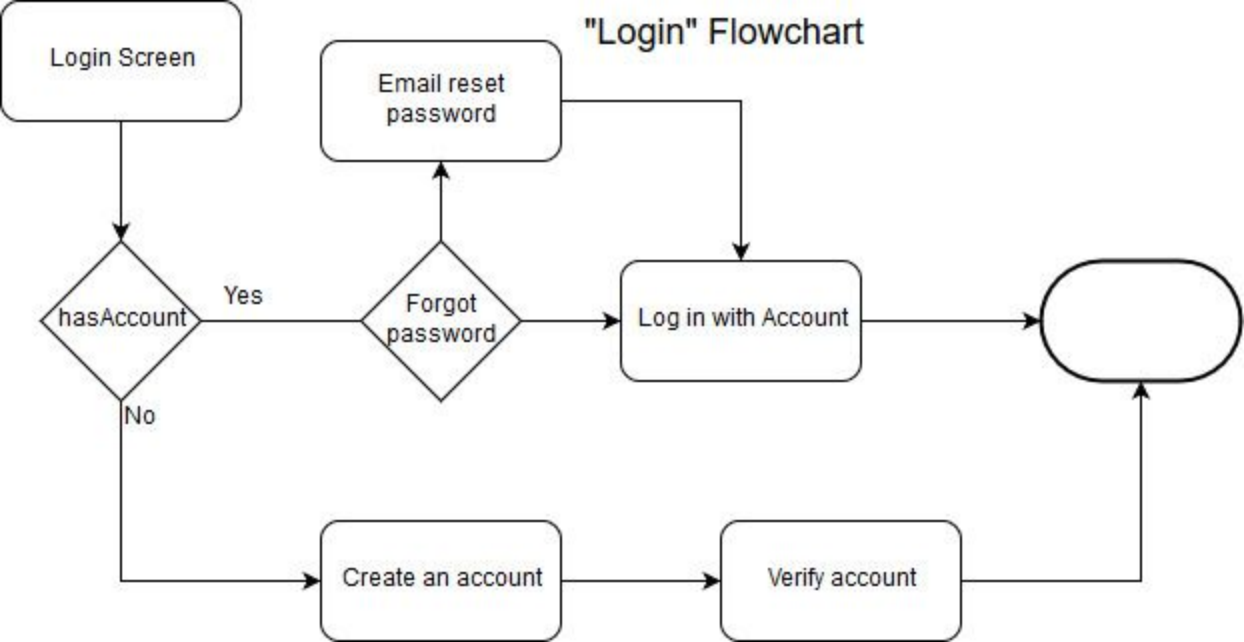 "Login" Flowchart
Login Screen
Email reset
password
hasAccount
Yes
Forgot
password
Log in with Account
No
Create an account
Verify account